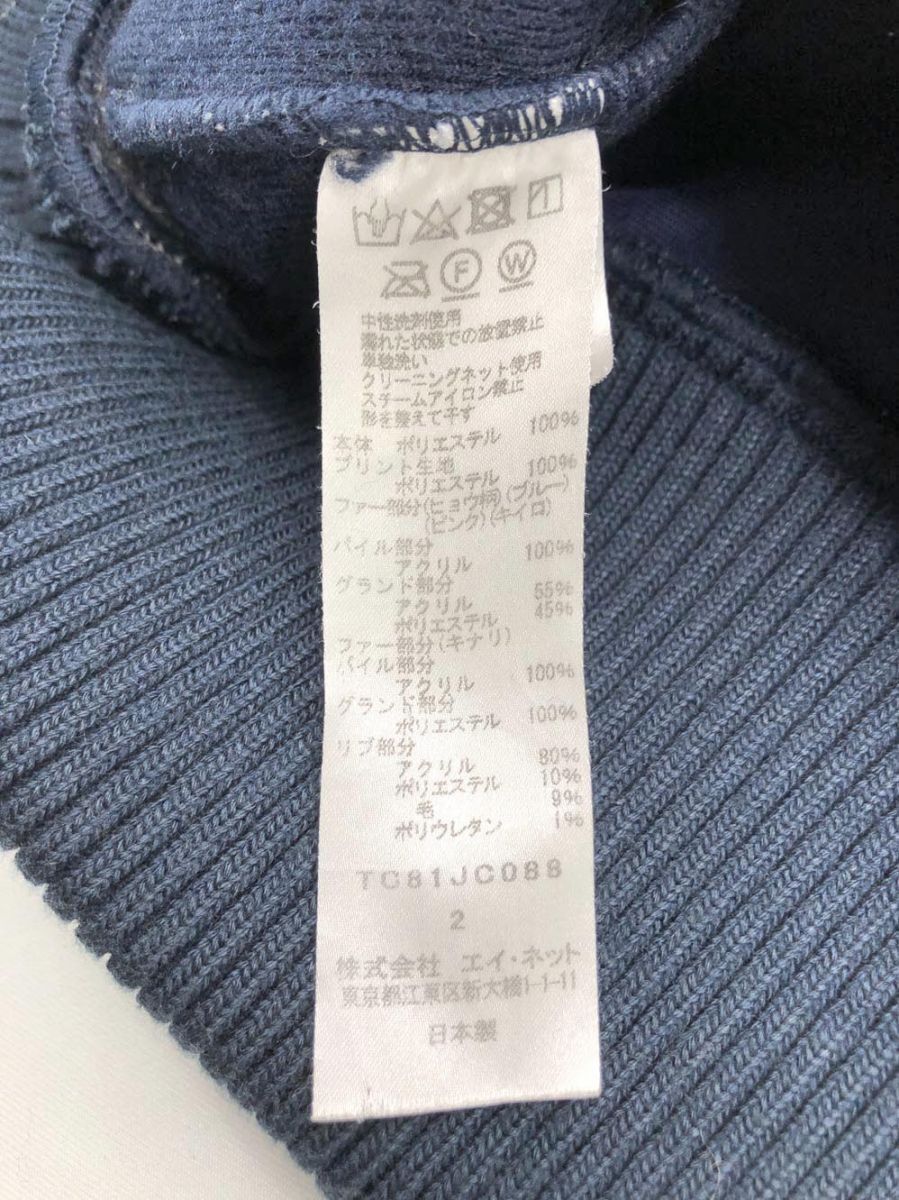 F W
中性洗剤使用
濡れた状態での放置禁止
単独洗い
クリーニングネット使用
スチームアイロン禁止
形を整えて干す
本体 ポリエステル 100%
プリント生地
ポリエステル 100%
ファー部分(ヒョウ柄)(ブルー)
(ピンク)(キイロ)
パイル部分
アクリル 100%
グランド部分
アクリル 55%
ポリエステル 45%
ファー部分(キナリ)
パイル部分
アクリル 100%
グランド部分
ポリエステル 100%
リブ部分
アクリル 80%
ポリエステル 10%
毛 9%
ポリウレタン 1%
TC81JC088
2
株式会社 エイ・ネット
東京都江東区新大橋1-1-11
日本製